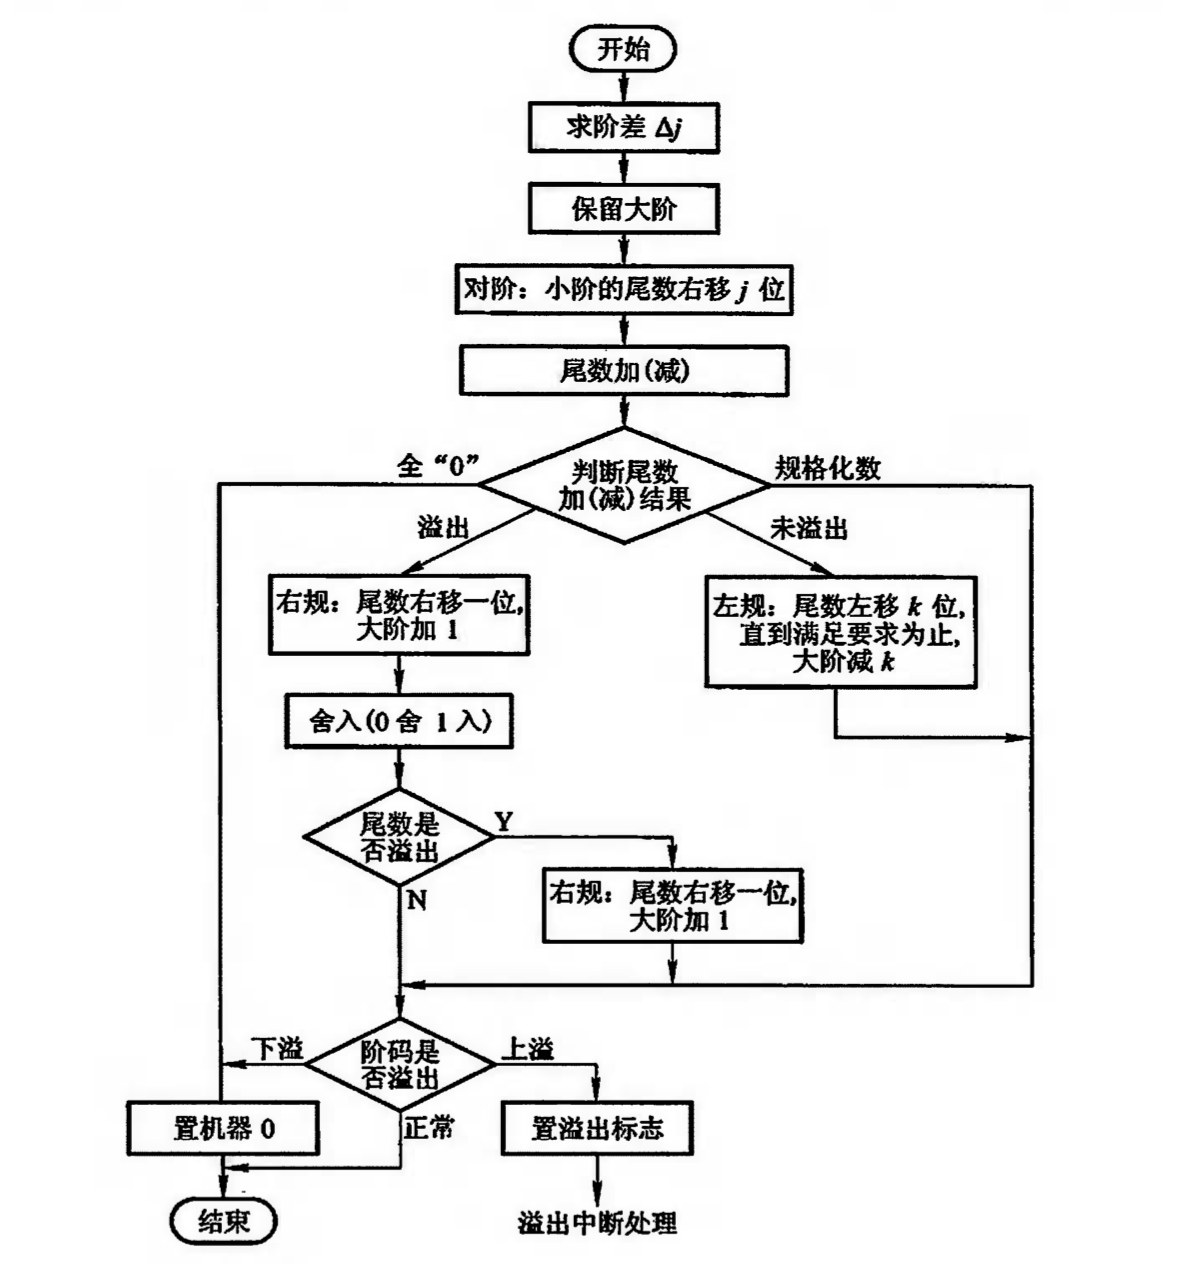 开始
求阶差 Δj
保留大阶
对阶：小阶的尾数右移 j 位
尾数加(减)
全“0”
判断尾数
加(减)结果
规格化数
溢出
未溢出
右规：尾数右移一位,
大阶加 1
左规：尾数左移 k 位,
直到满足要求为止,
大阶减 k
舍入(0 舍 1 入)
尾数是
否溢出
Y
N
右规：尾数右移一位,
大阶加 1
下溢
阶码是
否溢出
上溢
置机器 0
正常
置溢出标志
结束
溢出中断处理